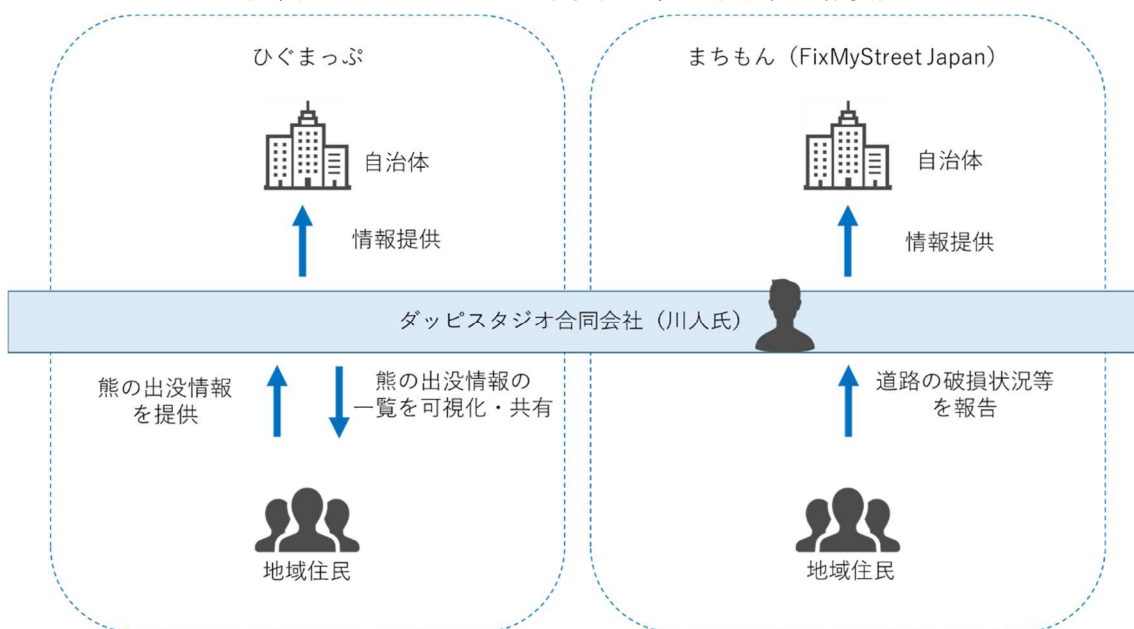 ひぐまっぷ
自治体
情報提供
まちもん（FixMyStreet Japan）
自治体
情報提供
ダッピスタジオ合同会社（川人氏）
熊の出没情報
を提供
熊の出没情報の
一覧を可視化・共有
地域住民
道路の破損状況等
を報告
地域住民